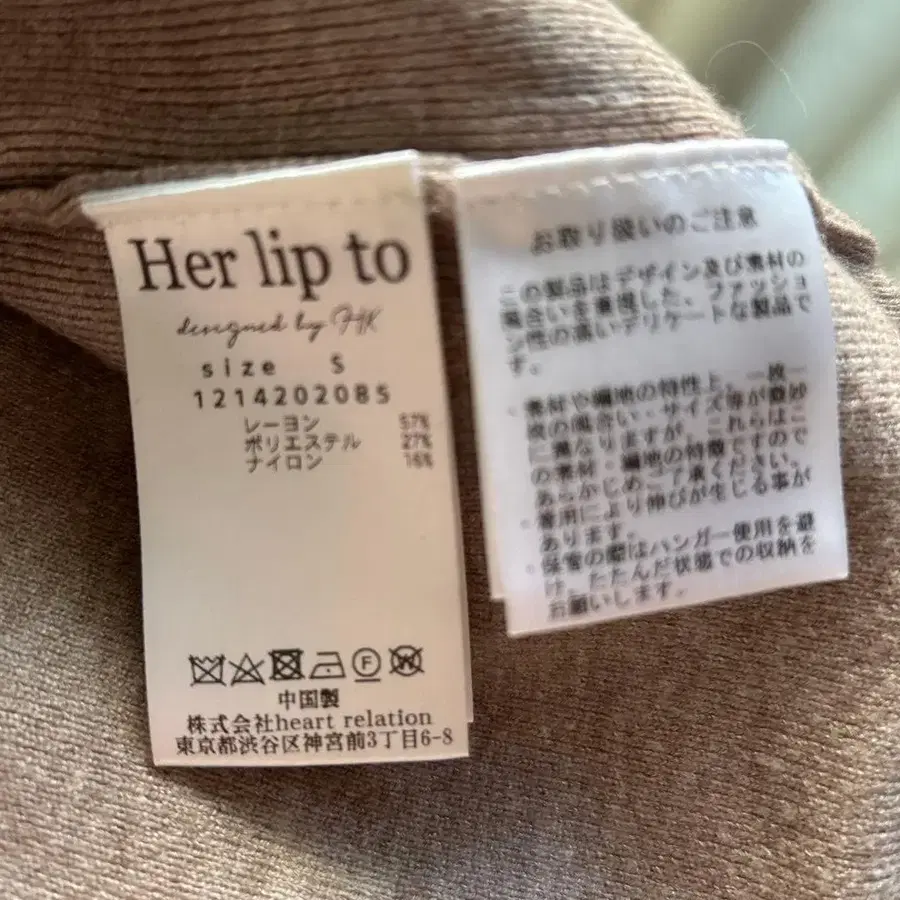 Her lip to
designed by HK
size S
1214202085
レーヨン 57%
ポリエステル 27%
ナイロン 16%
F
W
中国製
株式会社heart relation
東京都渋谷区神宮前3丁目6-8
お取り扱いのご注意
この製品はデザイン及び素材の
風合いを重視した、ファッショ
ン性の高いデリケートな製品で
す。
・素材や編地の特性上、一枚一
枚の風合い・サイズ等が微妙
に異なりますが、これらはこ
の素材・編地の特徴ですので
あらかじめご了承ください。
・着用により伸びが生じる事が
あります。
・保管の際はハンガー使用を避
け、たたんだ状態での収納を
お願いします。